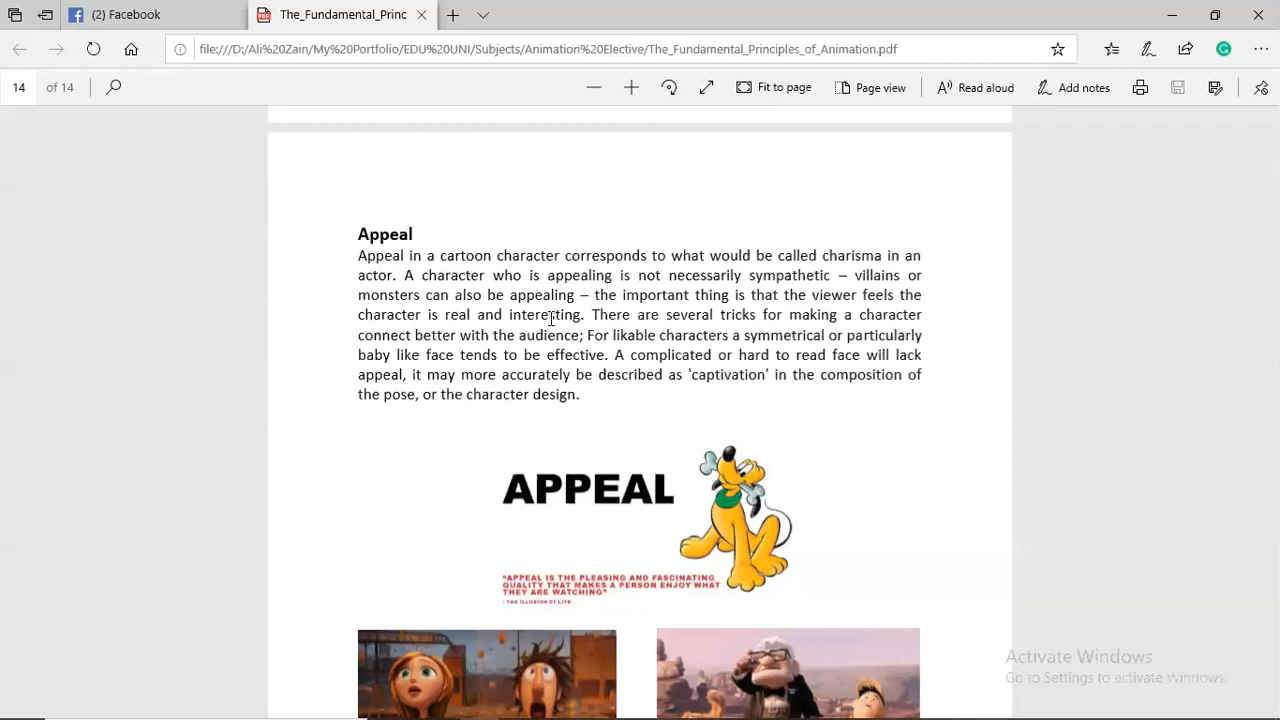 (2) Facebook
The_Fundamental_Princ
file:///D:/Ali%20Zain/My%20Portfolio/EDU%20UNI/Subjects/Animation%20Elective/The_Fundamental_Principles_of_Animation.pdf
14 of 14
Fit to page
Page view
Read aloud
Add notes
Appeal
Appeal in a cartoon character corresponds to what would be called charisma in an
actor. A character who is appealing is not necessarily sympathetic – villains or
monsters can also be appealing – the important thing is that the viewer feels the
character is real and interesting. There are several tricks for making a character
connect better with the audience; For likable characters a symmetrical or particularly
baby like face tends to be effective. A complicated or hard to read face will lack
appeal, it may more accurately be described as 'captivation' in the composition of
the pose, or the character design.
APPEAL
"APPEAL IS THE PLEASING AND FASCINATING
QUALITY THAT MAKES A PERSON ENJOY WHAT
THEY ARE WATCHING"
- THE ILLUSION OF LIFE
Activate Windows
Go to Settings to activate Windows.